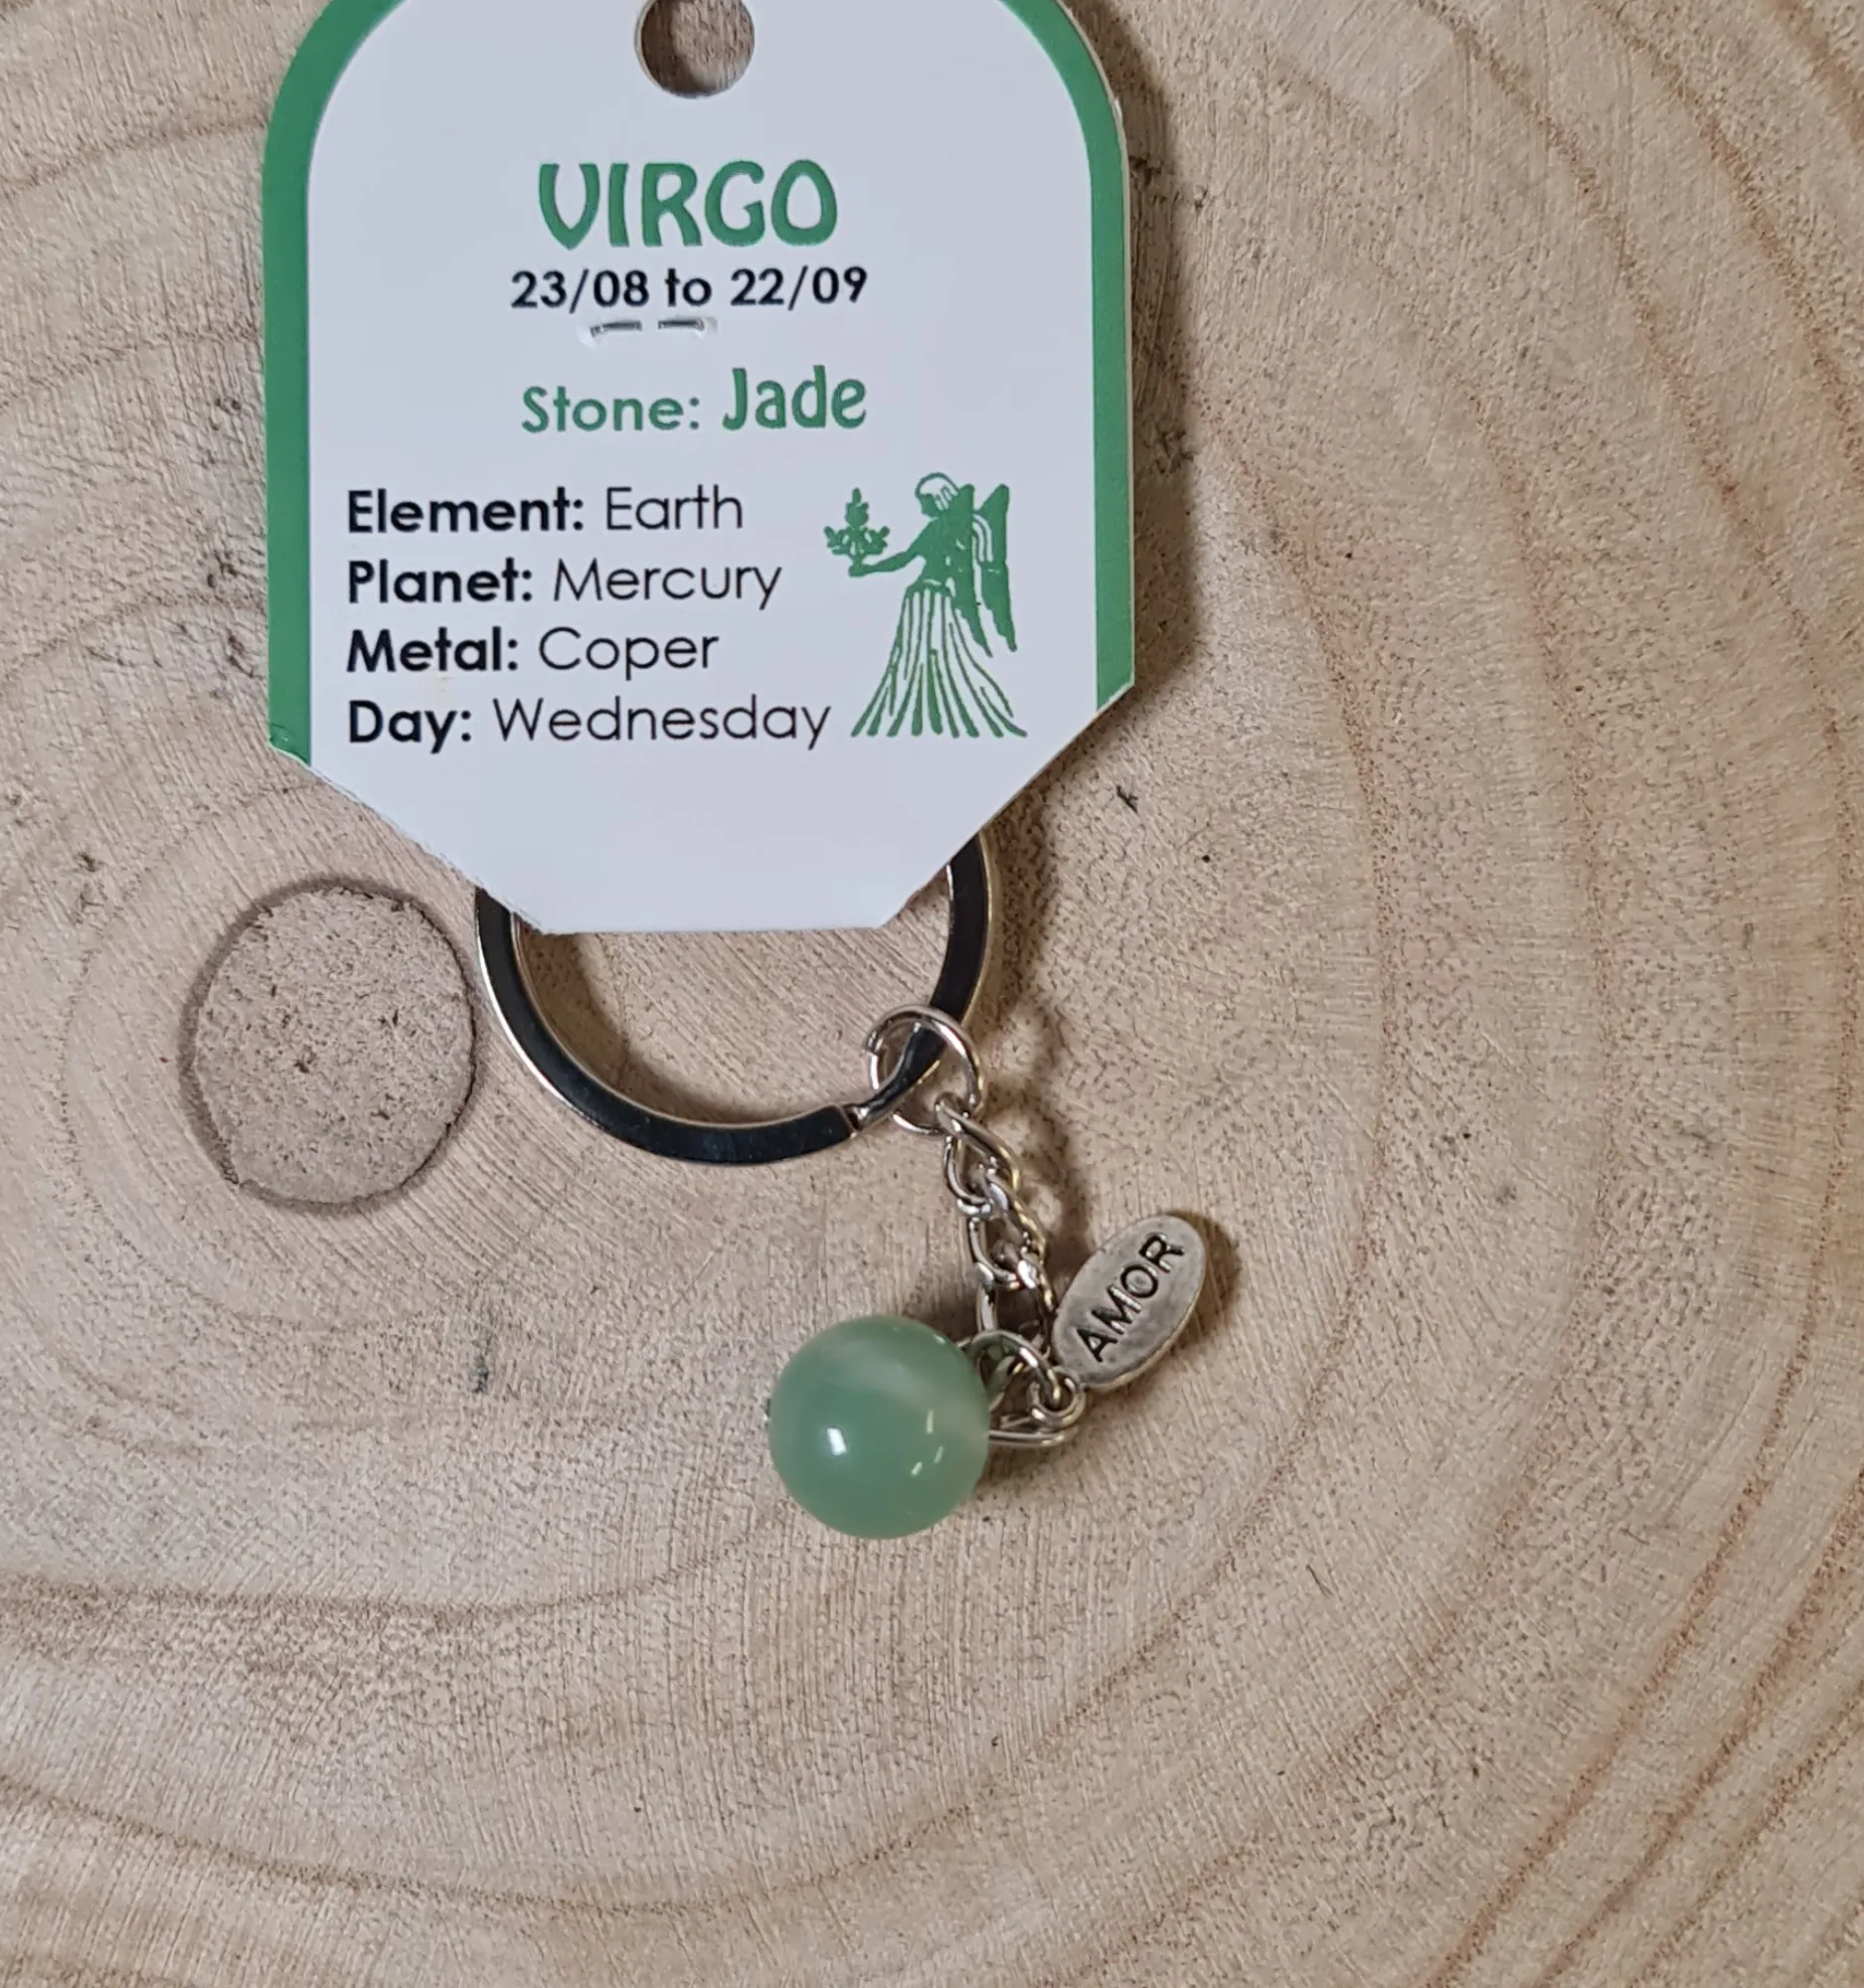 VIRGO
23/08 to 22/09
Stone: Jade
Element: Earth
Planet: Mercury
Metal: Coper
Day: Wednesday
AMOR